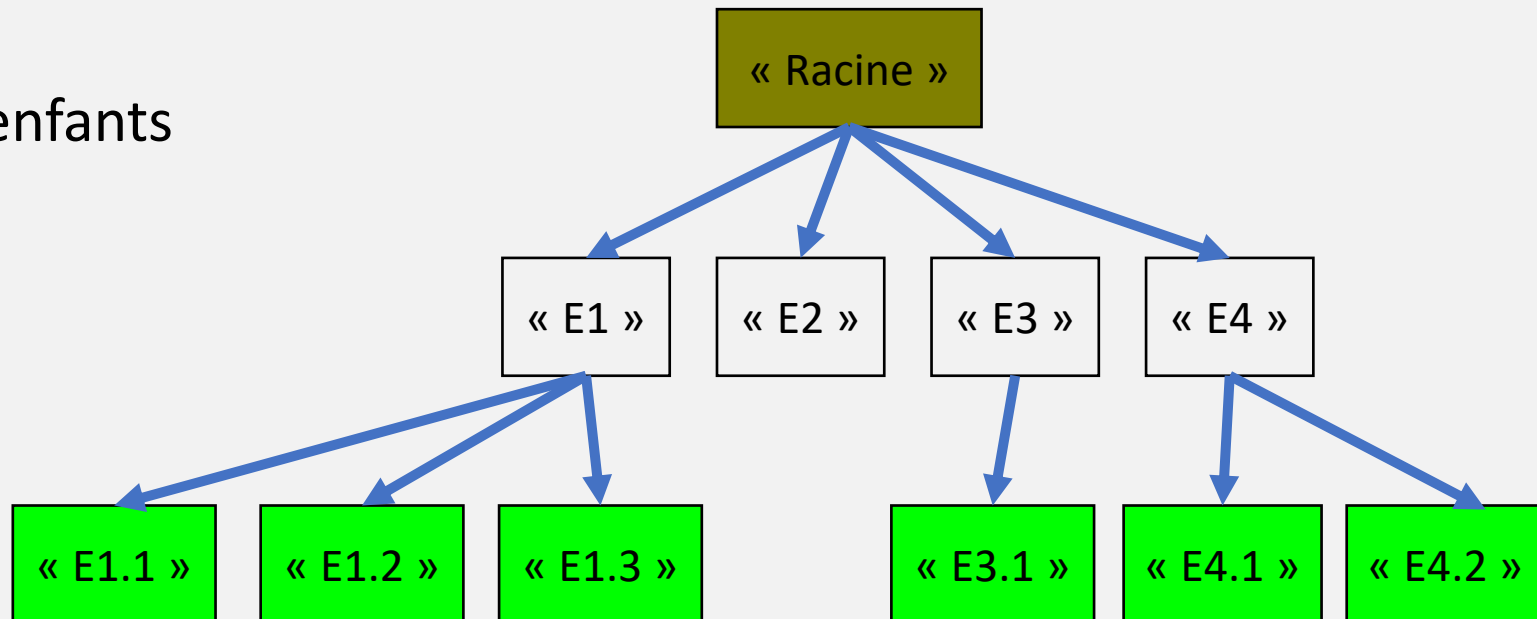 « Racine »
enfants
« E1 »
« E2 »
« E3 »
« E4 »
« E1.1 »
« E1.2 »
« E1.3 »
« E3.1 »
« E4.1 »
« E4.2 »